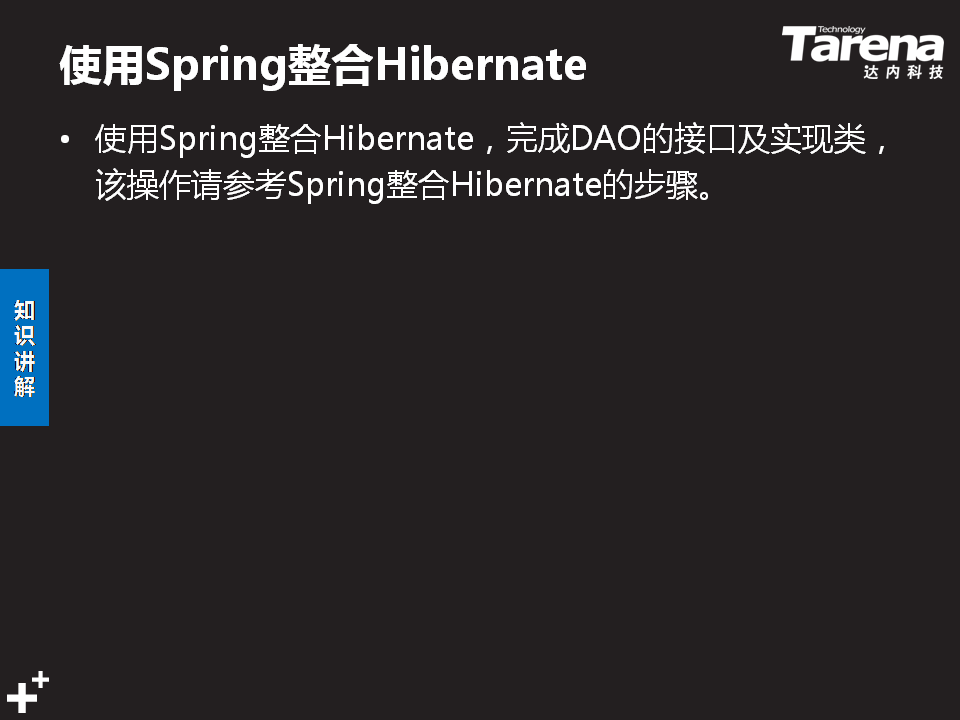 使用Spring整合Hibernate
Technology
Tarena
达内科技
• 使用Spring整合Hibernate，完成DAO的接口及实现类，
该操作请参考Spring整合Hibernate的步骤。
知
识
讲
解